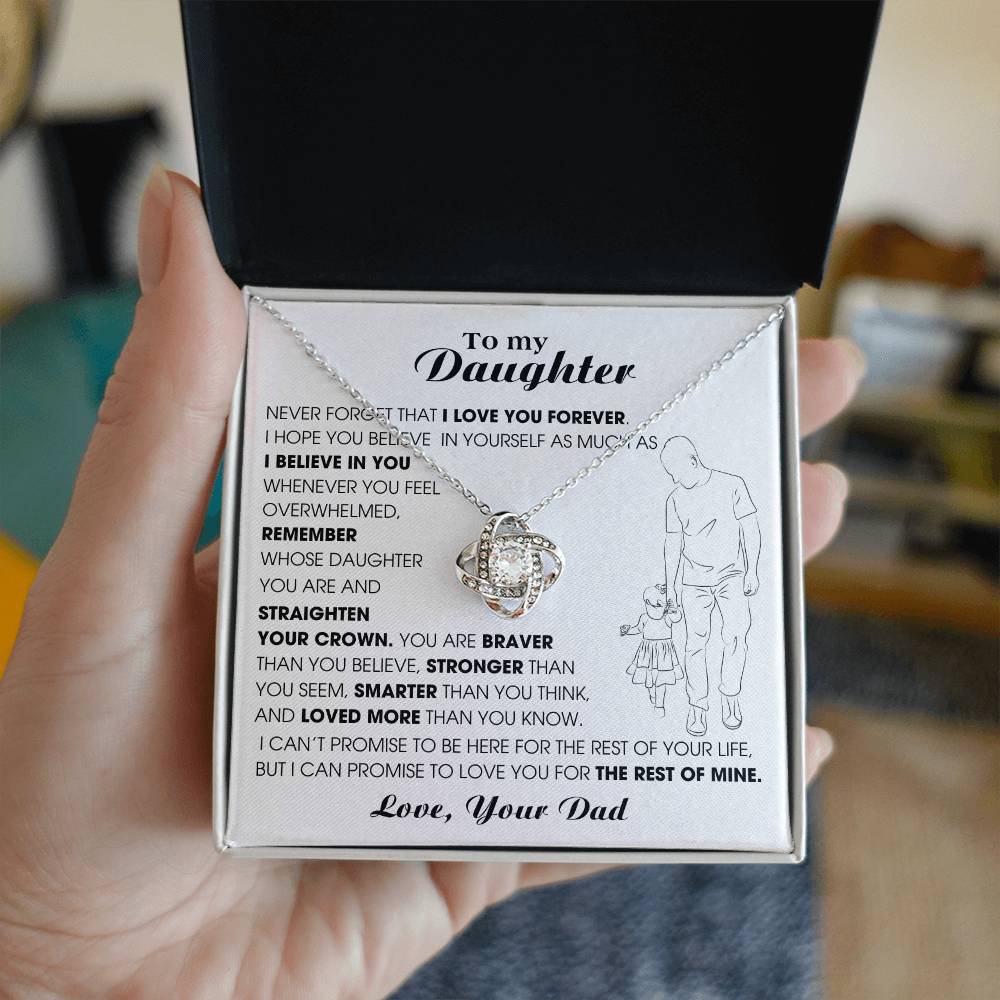 To my
Daughter
NEVER FORGET THAT I LOVE YOU FOREVER.
I HOPE YOU BELIEVE IN YOURSELF AS MUCH AS
I BELIEVE IN YOU
WHENEVER YOU FEEL
OVERWHELMED,
REMEMBER
WHOSE DAUGHTER
YOU ARE AND
STRAIGHTEN
YOUR CROWN. YOU ARE BRAVER
THAN YOU BELIEVE, STRONGER THAN
YOU SEEM, SMARTER THAN YOU THINK,
AND LOVED MORE THAN YOU KNOW.
I CAN'T PROMISE TO BE HERE FOR THE REST OF YOUR LIFE,
BUT I CAN PROMISE TO LOVE YOU FOR THE REST OF MINE.
Love, Your Dad